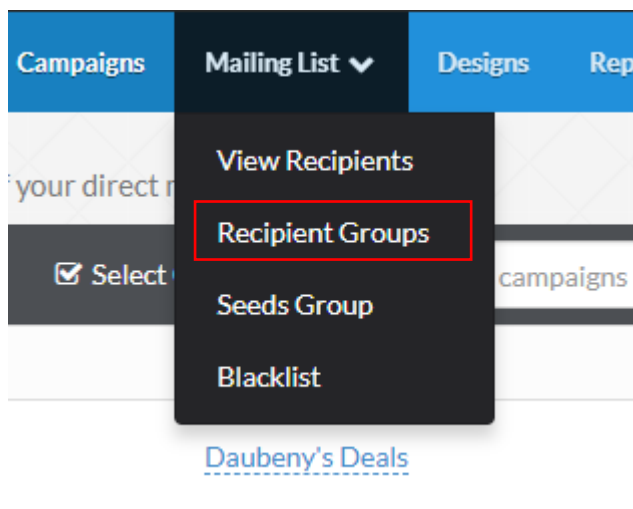 Campaigns Mailing List Designs Rep
View Recipients
your direct
Recipient Groups
Select campaigns
Seeds Group
Blacklist
Daubeny's Deals